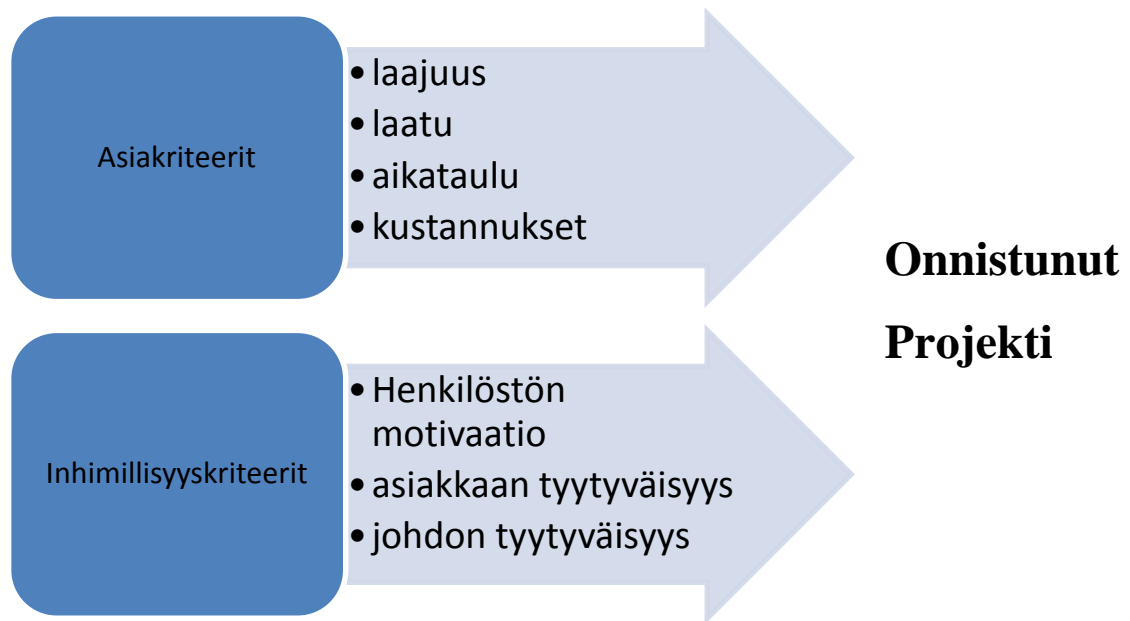 Asiakriteerit
• laajuus
• laatu
• aikataulu
• kustannukset
Inhimillisyyskriteerit
• Henkilöstön
motivaatio
• asiakkaan tyytyväisyys
• johdon tyytyväisyys
Onnistunut
Projekti